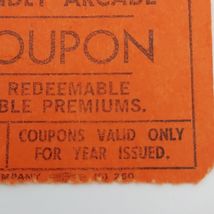 ARCADE
COUPON
REDEEMABLE
BLE PREMIUMS.
COUPONS VALID ONLY
FOR YEAR ISSUED.